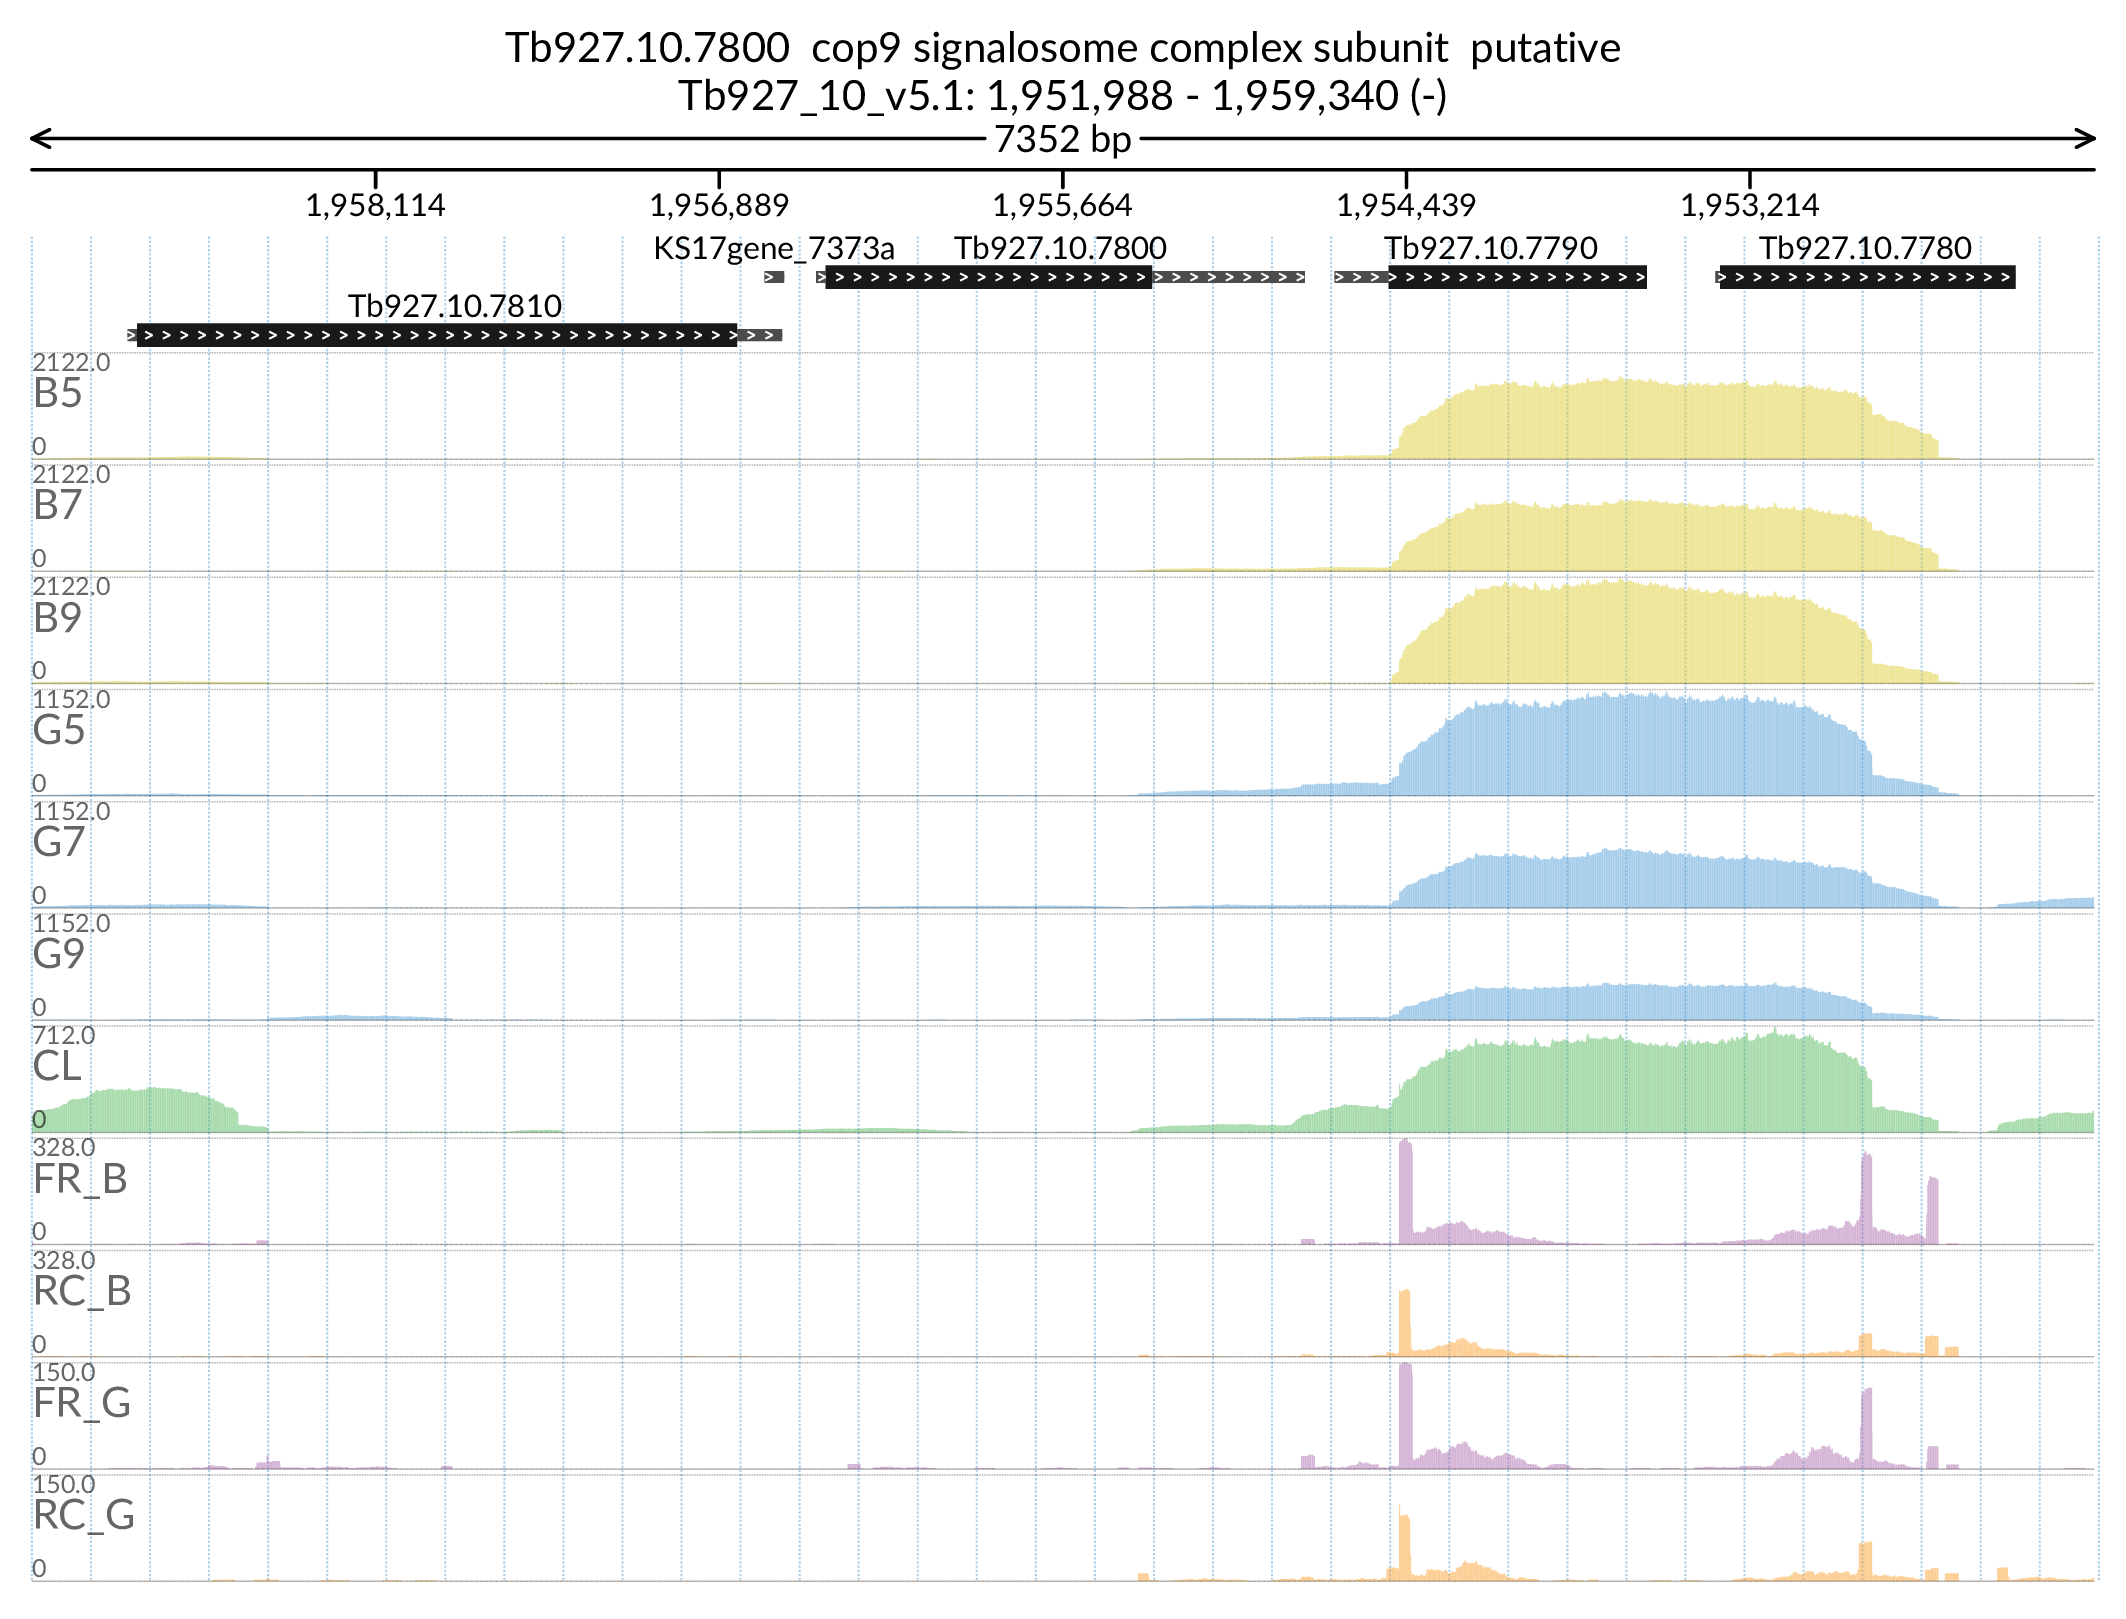 Tb927.10.7800 cop9 signalosome complex subunit putative
Tb927_10_v5.1: 1,951,988 - 1,959,340 (-)
7352 bp
1,958,114 1,956,889 1,955,664 1,954,439 1,953,214
KS17gene_7373a Tb927.10.7800 Tb927.10.7790 Tb927.10.7780
Tb927.10.7810
2122.0
B5
0
2122.0
B7
0
2122.0
B9
0
1152.0
G5
0
1152.0
G7
0
1152.0
G9
0
712.0
CL
0
328.0
FR_B
0
328.0
RC_B
0
150.0
FR_G
0
150.0
RC_G
0